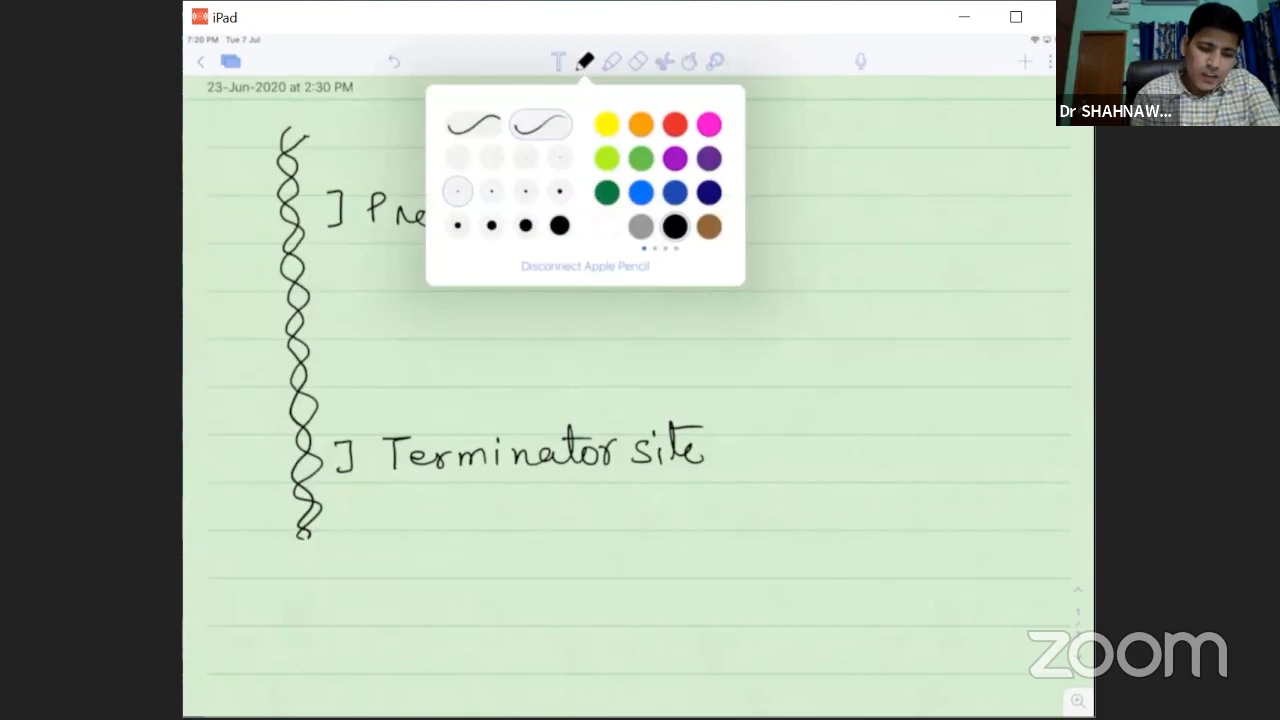 iPad
7:20 PM Tue 7 Jul
Dr SHAHNAW...
23-Jun-2020 at 2:30 PM
] Pre
Disconnect Apple Pencil
] Terminator site
1
zoom